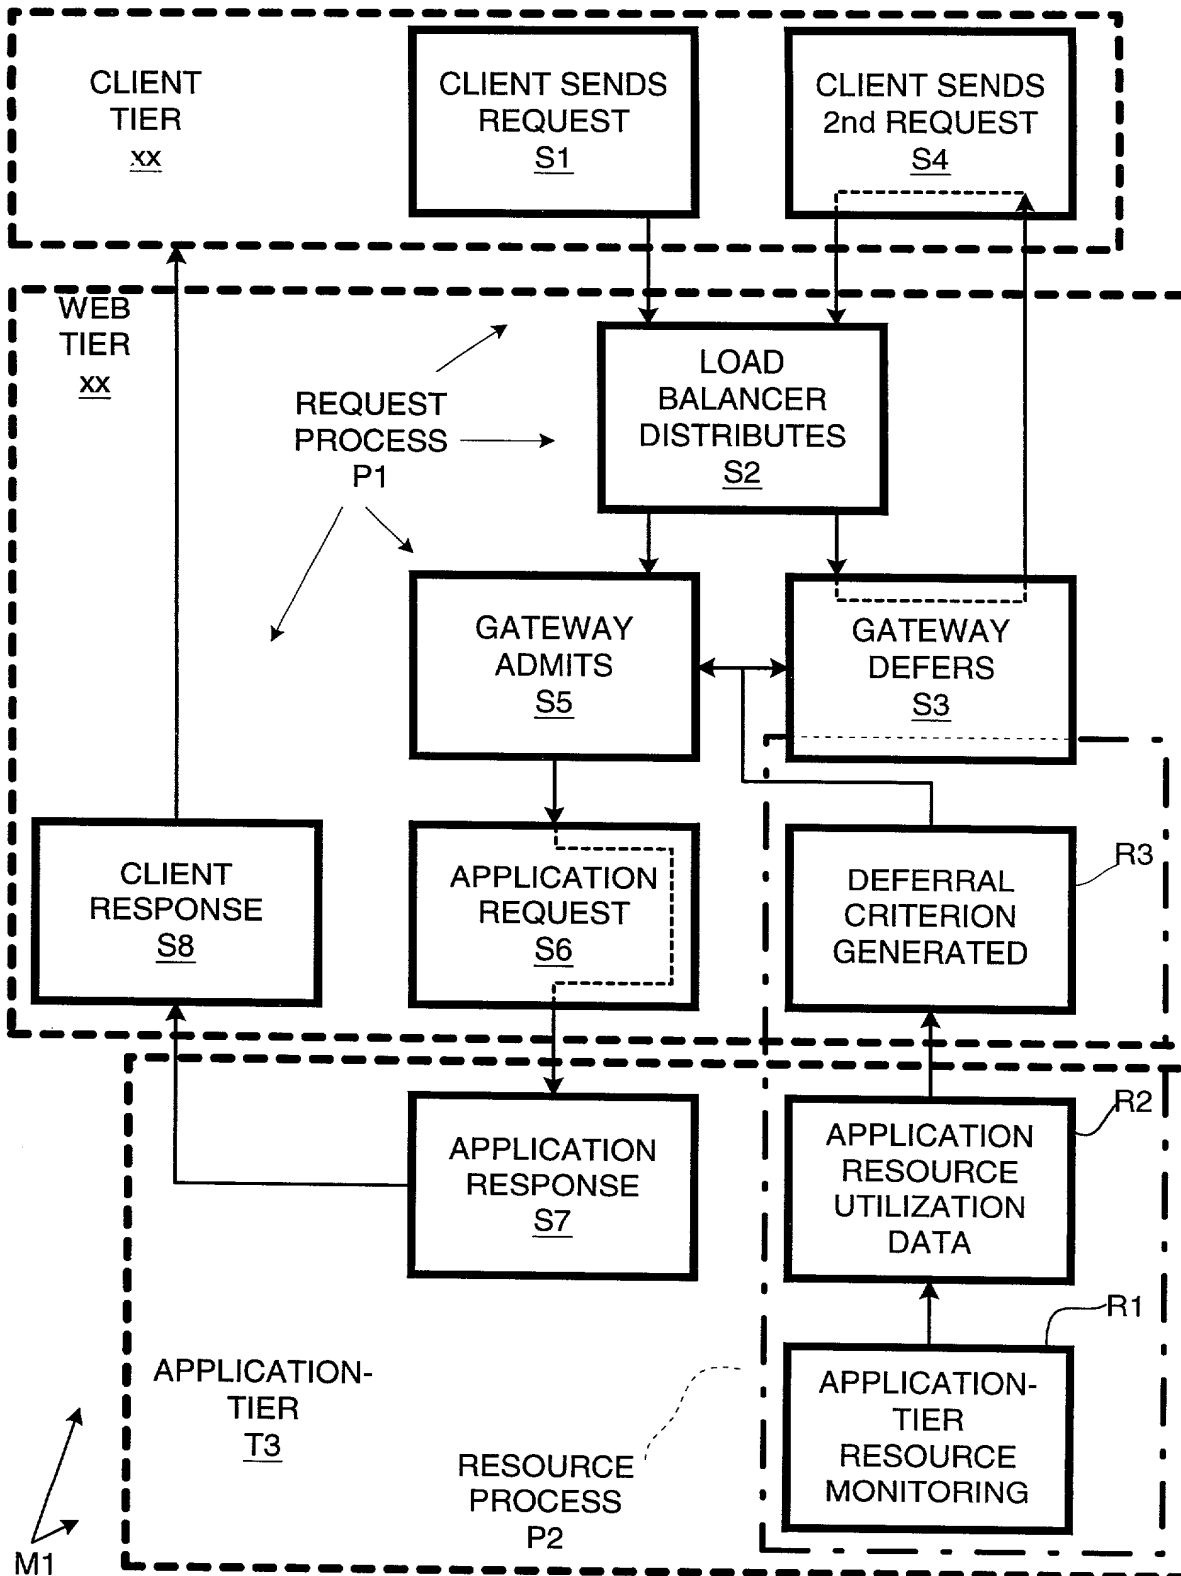 CLIENT
TIER
xx
CLIENT SENDS
REQUEST
S1
CLIENT SENDS
2nd REQUEST
S4
WEB
TIER
xx
REQUEST
PROCESS
P1
LOAD
BALANCER
DISTRIBUTES
S2
GATEWAY
ADMITS
S5
GATEWAY
DEFERS
S3
CLIENT
RESPONSE
S8
APPLICATION
REQUEST
S6
DEFERRAL
CRITERION
GENERATED
R3
APPLICATION
RESPONSE
S7
APPLICATION
RESOURCE
UTILIZATION
DATA
R2
APPLICATION-
TIER
T3
RESOURCE
PROCESS
P2
APPLICATION-
TIER
RESOURCE
MONITORING
R1
M1